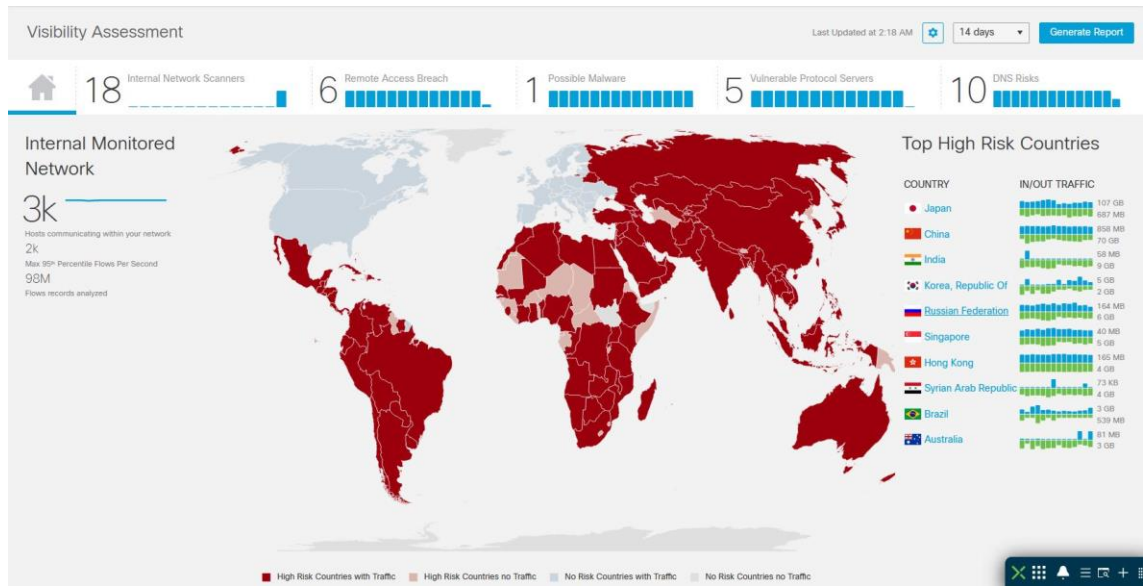 Visibility Assessment
Last Updated at 2:18 AM
14 days
Generate Report
18
Internal Network Scanners
6
Remote Access Breach
1
Possible Malware
5
Vulnerable Protocol Servers
10
DNS Risks
Internal Monitored
Network
3k
Hosts communicating within your network
2k
Max 95th Percentile Flows Per Second
98M
Flows records analyzed
Top High Risk Countries
COUNTRY IN/OUT TRAFFIC
Japan 107 GB
687 MB
China 858 MB
70 GB
India 58 MB
9 GB
Korea, Republic Of 5 GB
2 GB
Russian Federation 164 MB
6 GB
Singapore 40 MB
5 GB
Hong Kong 165 MB
4 GB
Syrian Arab Republic 73 KB
4 GB
Brazil 3 GB
539 MB
Australia 81 MB
3 GB
High Risk Countries with Traffic High Risk Countries no Traffic No Risk Countries with Traffic No Risk Countries no Traffic